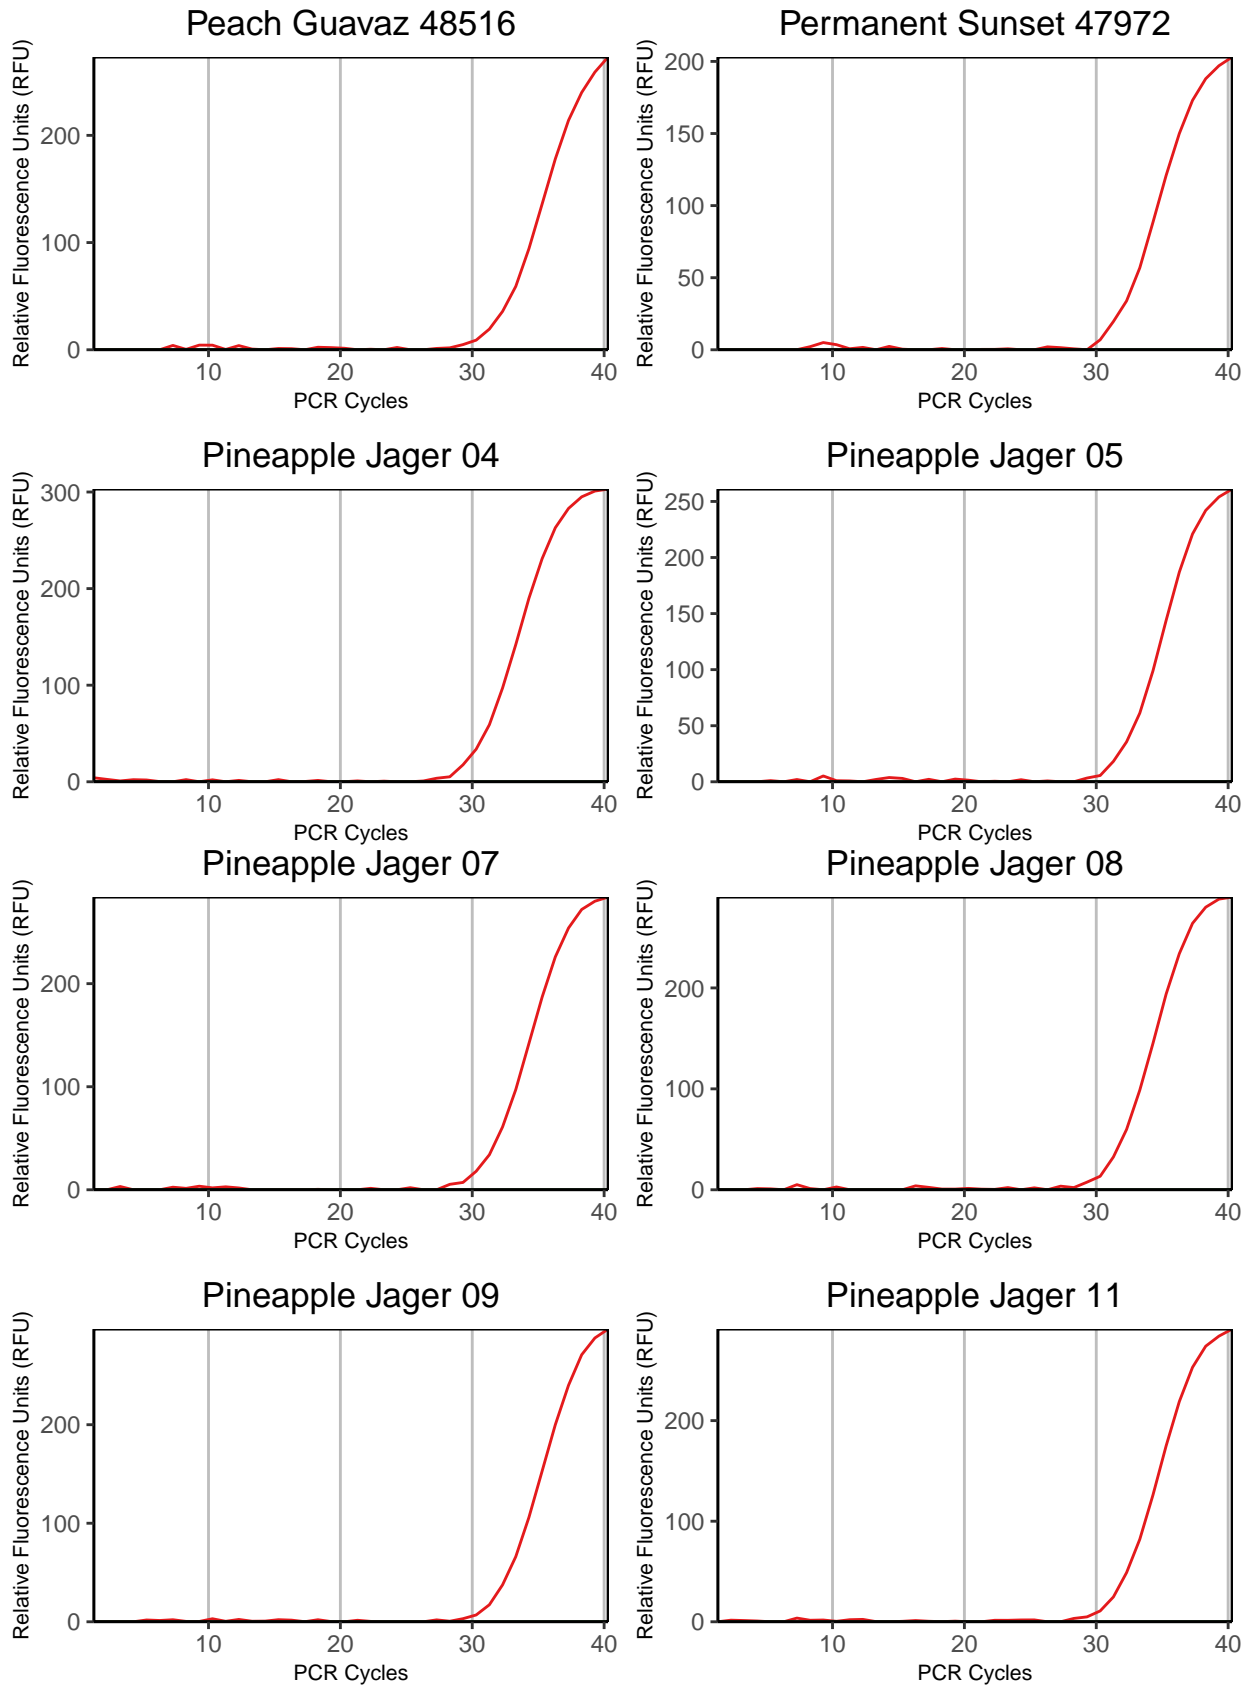 Peach Guavaz 48516
Relative Fluorescence Units (RFU)
200
100
0
10 20 30 40
PCR Cycles
Permanent Sunset 47972
Relative Fluorescence Units (RFU)
200
150
100
50
0
10 20 30 40
PCR Cycles
Pineapple Jager 04
Relative Fluorescence Units (RFU)
300
200
100
0
10 20 30 40
PCR Cycles
Pineapple Jager 05
Relative Fluorescence Units (RFU)
250
200
150
100
50
0
10 20 30 40
PCR Cycles
Pineapple Jager 07
Relative Fluorescence Units (RFU)
200
100
0
10 20 30 40
PCR Cycles
Pineapple Jager 08
Relative Fluorescence Units (RFU)
200
100
0
10 20 30 40
PCR Cycles
Pineapple Jager 09
Relative Fluorescence Units (RFU)
200
100
0
10 20 30 40
PCR Cycles
Pineapple Jager 11
Relative Fluorescence Units (RFU)
200
100
0
10 20 30 40
PCR Cycles